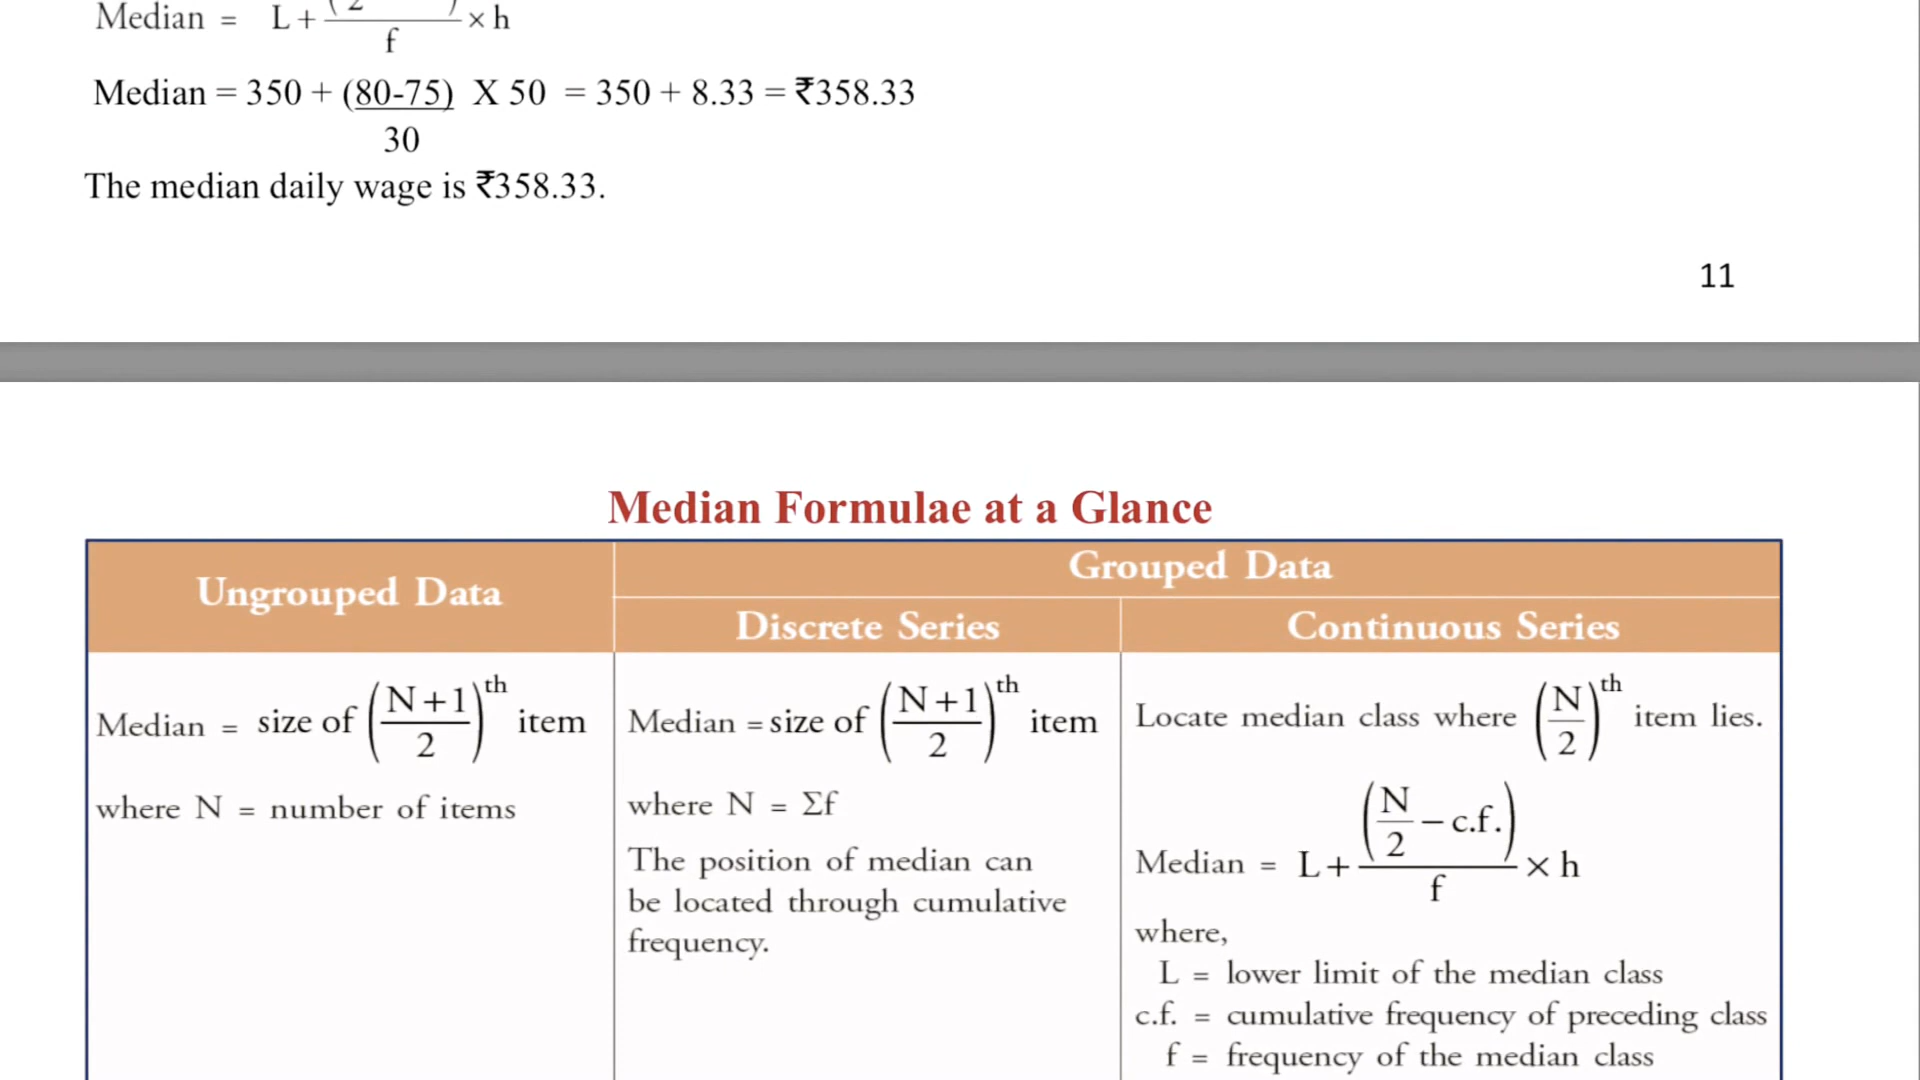 Median = L + (2 ) × h
f
Median = 350 + (80-75) X 50 = 350 + 8.33 = ₹358.33
30
The median daily wage is ₹358.33.
11
Median Formulae at a Glance
Ungrouped Data
Grouped Data
Discrete Series
Continuous Series
Median = size of ((N+1)/2)th item
where N = number of items
Median = size of ((N+1)/2)th item
where N = Σf
The position of median can
be located through cumulative
frequency.
Locate median class where (N/2)th item lies.
Median = L + (N/2 – c.f.)/f × h
where,
L = lower limit of the median class
c.f. = cumulative frequency of preceding class
f = frequency of the median class